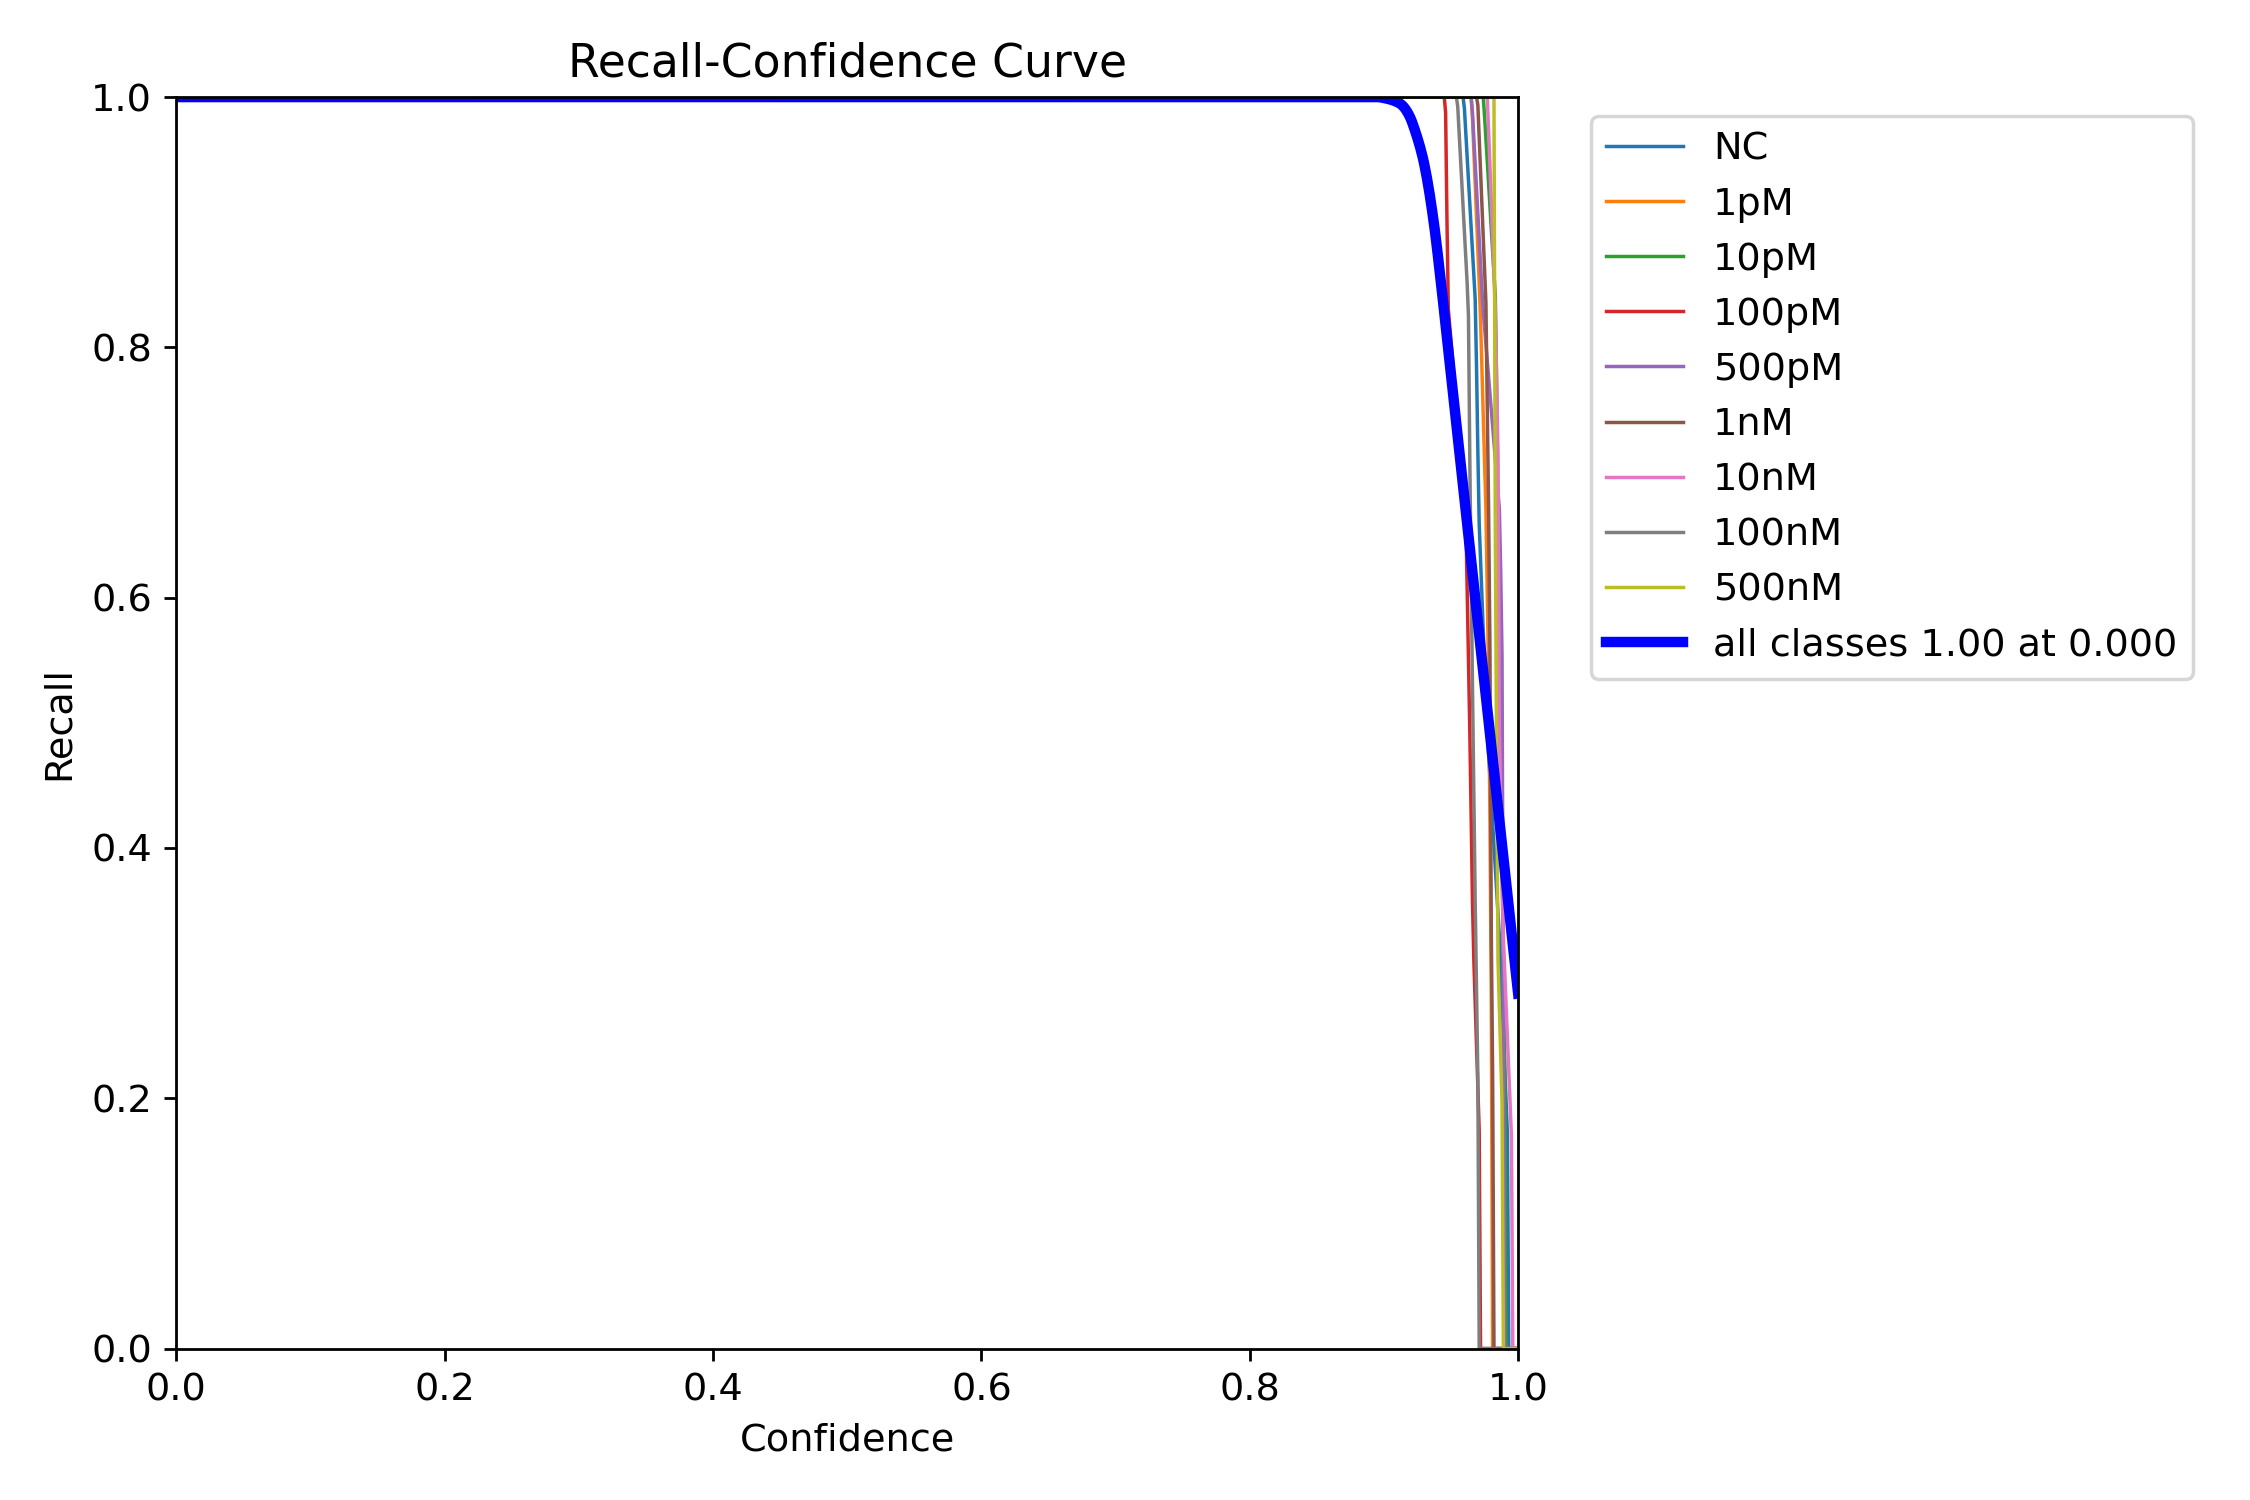 Recall-Confidence Curve
1.0
0.8
0.6
0.4
0.2
0.0
Recall
0.0 0.2 0.4 0.6 0.8 1.0
Confidence
NC
1pM
10pM
100pM
500pM
1nM
10nM
100nM
500nM
all classes 1.00 at 0.000